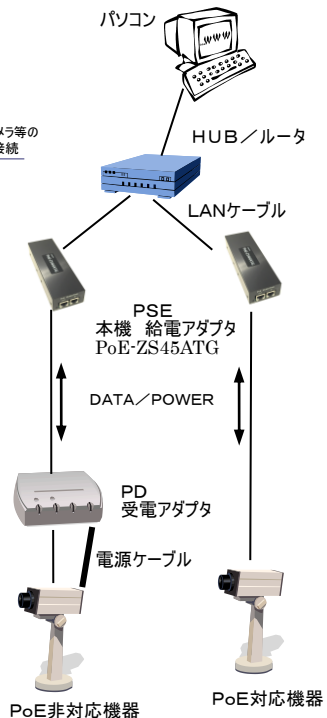 パソコン
WWW
ﾒﾗ等の
接続
HUB／ルータ
LANケーブル
PSE
本機 給電アダプタ
PoE-ZS45ATG
DATA／POWER
PD
受電アダプタ
電源ケーブル
PoE非対応機器
PoE対応機器